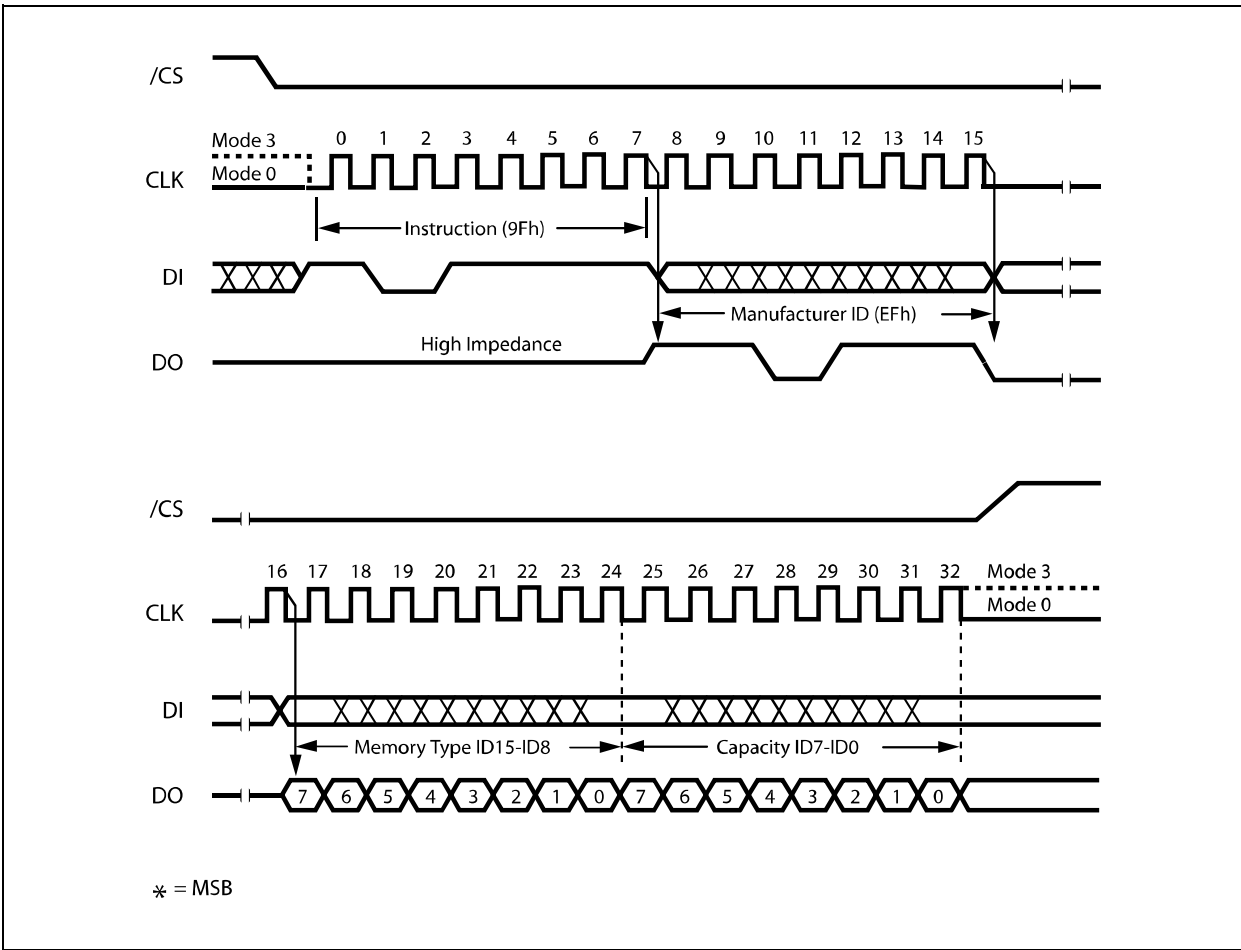 /CS
Mode 3
0 1 2 3 4 5 6 7 8 9 10 11 12 13 14 15
CLK
Mode 0
Instruction (9Fh)
DI
Manufacturer ID (EFh)
High Impedance
DO
/CS
16 17 18 19 20 21 22 23 24 25 26 27 28 29 30 31 32
Mode 3
CLK
Mode 0
DI
Memory Type ID15-ID8
Capacity ID7-ID0
DO
7 6 5 4 3 2 1 0 7 6 5 4 3 2 1 0
* = MSB